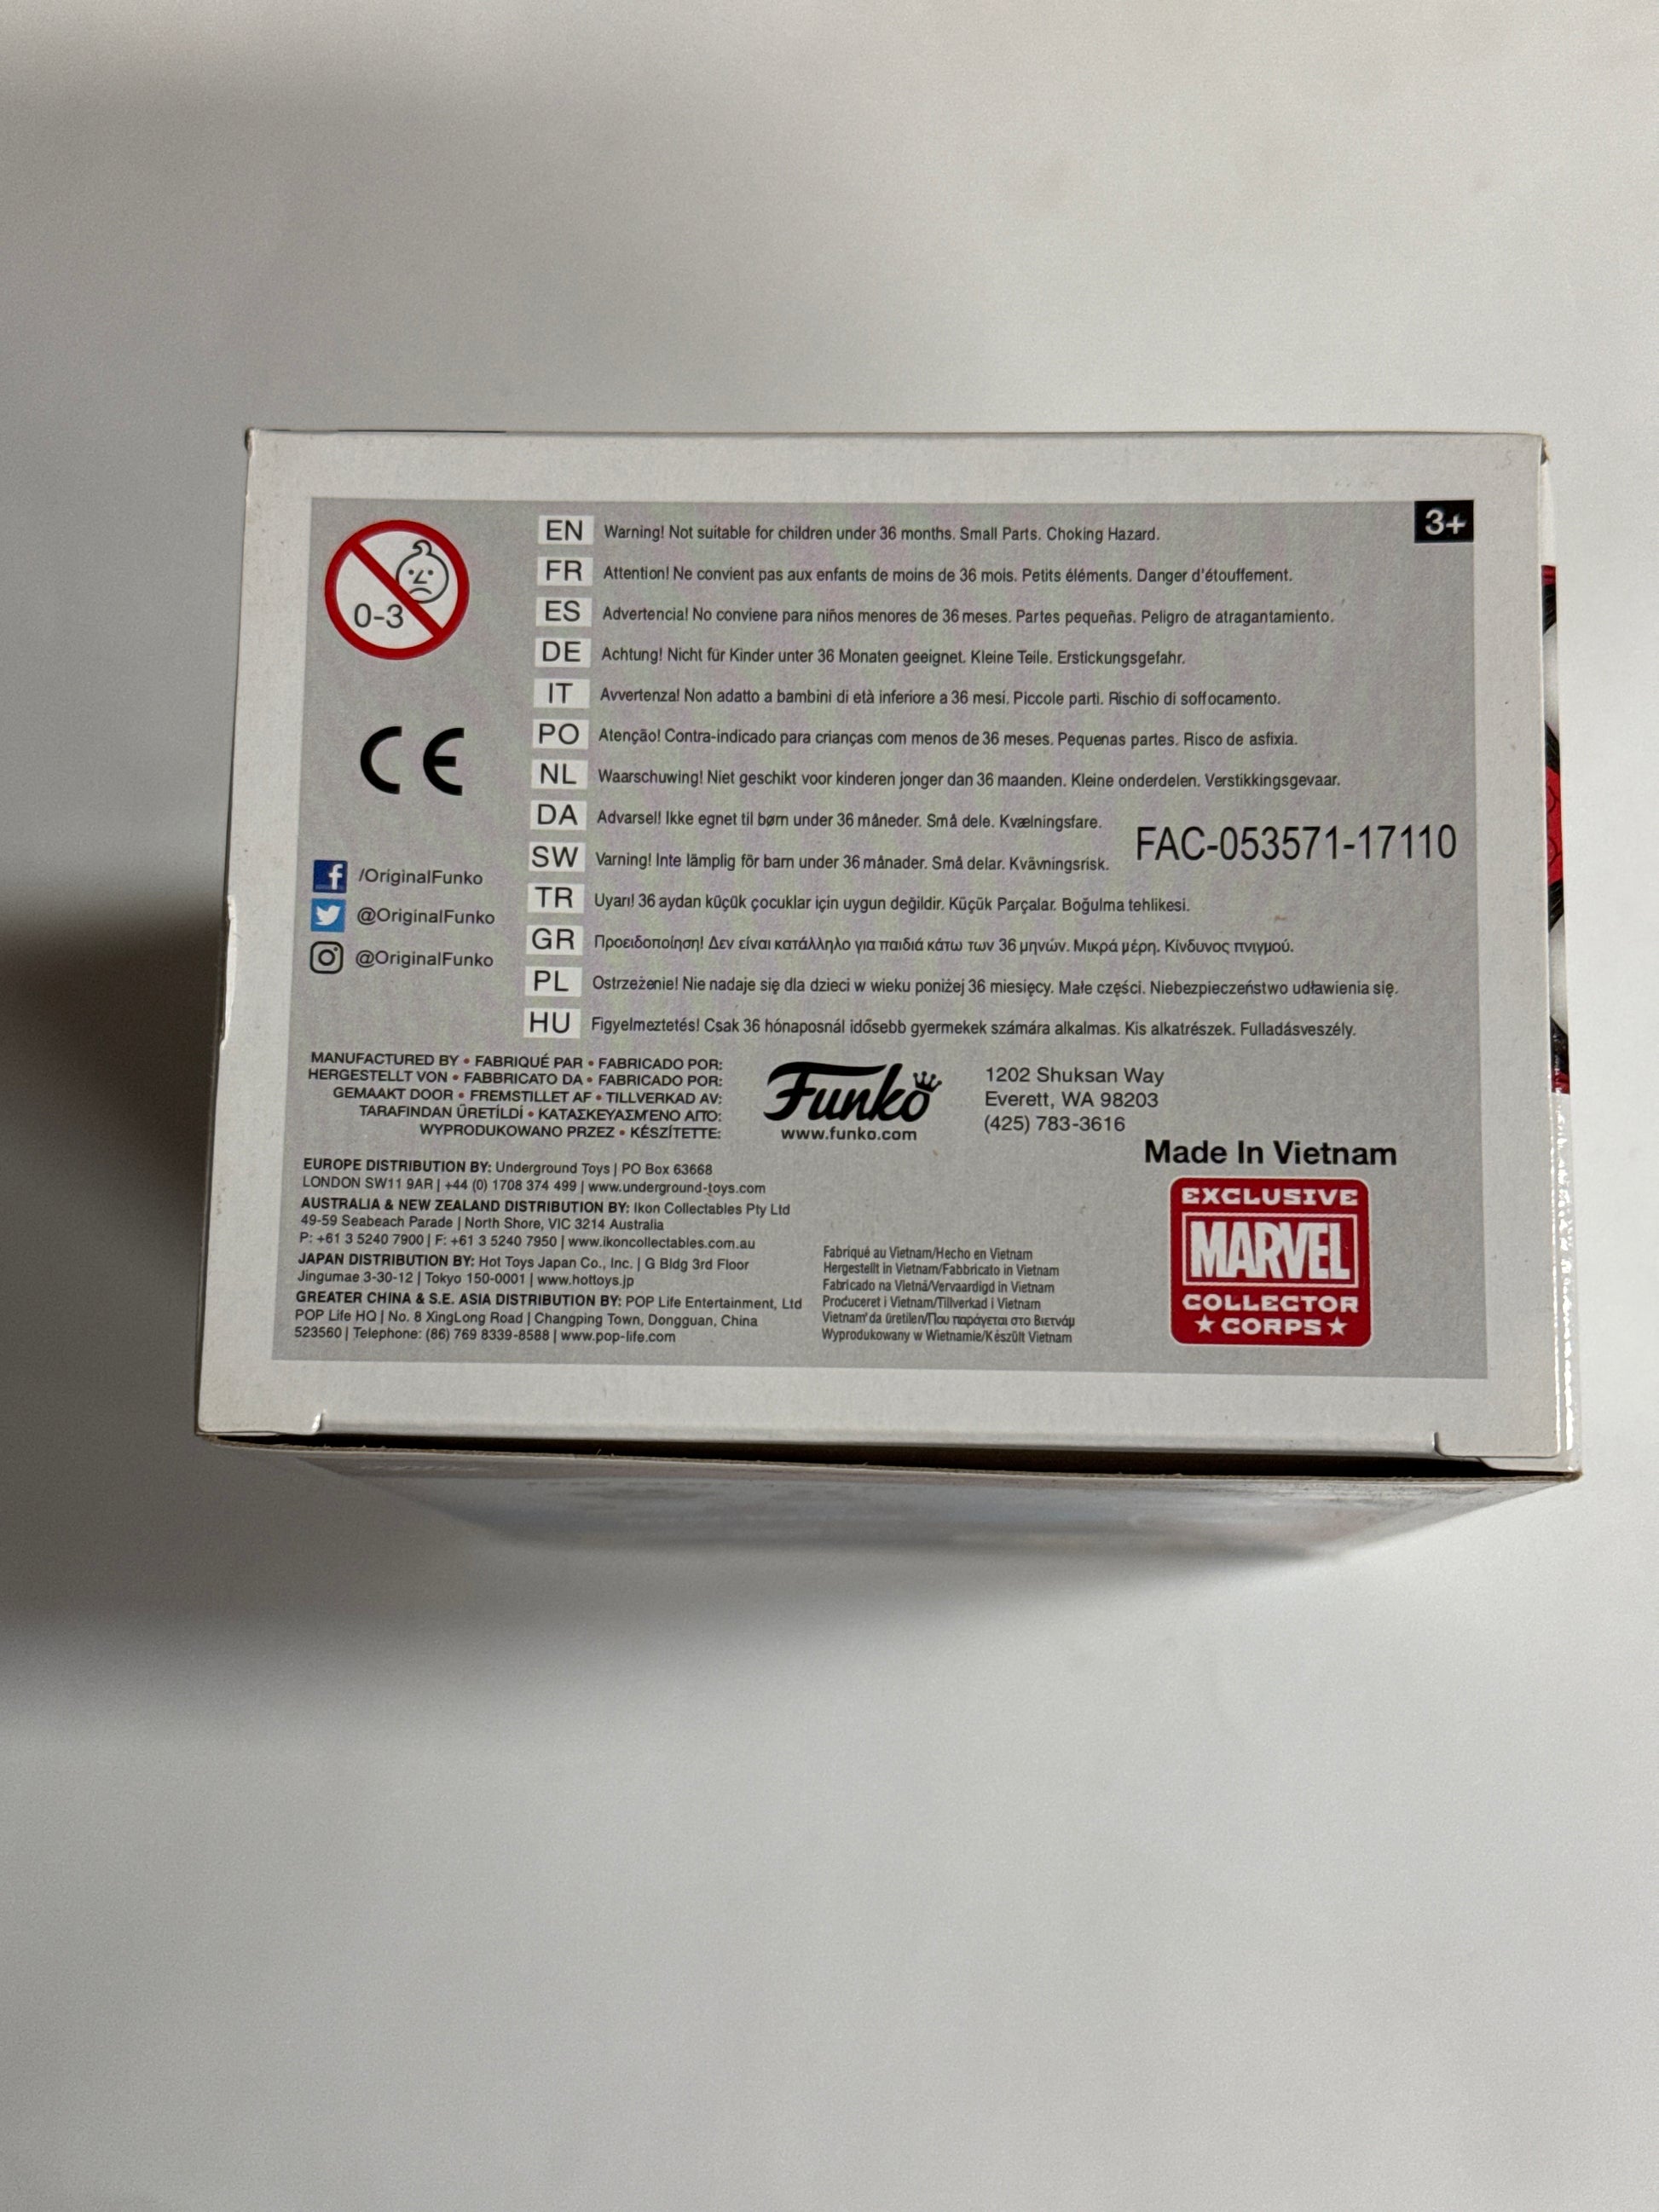 3+
0-3
EN Warning! Not suitable for children under 36 months. Small Parts. Choking Hazard.
FR Attention! Ne convient pas aux enfants de moins de 36 mois. Petits éléments. Danger d'étouffement.
ES Advertencia! No conviene para niños menores de 36 meses. Partes pequeñas. Peligro de atragantamiento.
DE Achtung! Nicht für Kinder unter 36 Monaten geeignet. Kleine Teile. Erstickungsgefahr.
IT Avvertenza! Non adatto a bambini di età inferiore a 36 mesi. Piccole parti. Rischio di soffocamento.
PO Atenção! Contra-indicado para crianças com menos de 36 meses. Pequenas partes. Risco de asfixia.
NL Waarschuwing! Niet geschikt voor kinderen jonger dan 36 maanden. Kleine onderdelen. Verstikkingsgevaar.
DA Advarsel! Ikke egnet til børn under 36 måneder. Små dele. Kvælningsfare.
SW Varning! Inte lämplig för barn under 36 månader. Små delar. Kvävningsrisk.
TR Uyarı! 36 aydan küçük çocuklar için uygun değildir. Küçük Parçalar. Boğulma tehlikesi.
GR Προειδοποίηση! Δεν είναι κατάλληλο για παιδιά κάτω των 36 μηνών. Μικρά μέρη. Κίνδυνος πνιγμού.
PL Ostrzeżenie! Nie nadaje się dla dzieci w wieku poniżej 36 miesięcy. Małe części. Niebezpieczeństwo udławienia się.
HU Figyelmeztetés! Csak 36 hónaposnál idősebb gyermekek számára alkalmas. Kis alkatrészek. Fulladásveszély.
FAC-053571-17110
CE
/OriginalFunko
@OriginalFunko
@OriginalFunko
MANUFACTURED BY • FABRIQUÉ PAR • FABRICADO POR:
HERGESTELLT VON • FABBRICATO DA • FABRICADO POR:
GEMAAKT DOOR • FREMSTILLET AF • TILLVERKAD AV:
TARAFINDAN ÜRETİLDİ • ΚΑΤΑΣΚΕΥΑΣΜΈΝΟ ΑΠΌ:
WYPRODUKOWANO PRZEZ • KÉSZÍTETTE:
Funko
www.funko.com
1202 Shuksan Way
Everett, WA 98203
(425) 783-3616
Made In Vietnam
EUROPE DISTRIBUTION BY: Underground Toys | PO Box 63668
LONDON SW11 9AR | +44 (0) 1708 374 499 | www.underground-toys.com
AUSTRALIA & NEW ZEALAND DISTRIBUTION BY: Ikon Collectables Pty Ltd
49-59 Seabeach Parade | North Shore, VIC 3214 Australia
P: +61 3 5240 7900 | F: +61 3 5240 7950 | www.ikoncollectables.com.au
JAPAN DISTRIBUTION BY: Hot Toys Japan Co., Inc. | G Bldg 3rd Floor
Jingumae 3-30-12 | Tokyo 150-0001 | www.hottoys.jp
GREATER CHINA & S.E. ASIA DISTRIBUTION BY: POP Life Entertainment, Ltd
POP Life HQ | No. 8 XingLong Road | Changping Town, Dongguan, China
523560 | Telephone: (86) 769 8339-8588 | www.pop-life.com
Fabriqué au Vietnam/Hecho en Vietnam
Hergestellt in Vietnam/Fabbricato in Vietnam
Fabricado na Vietnã/Vervaardigd in Vietnam
Produceret i Vietnam/Tillverkad i Vietnam
Vietnam'da üretilen/Που παράγεται στο Βιετνάμ
Wyprodukowany w Wietnamie/Készült Vietnam
EXCLUSIVE
MARVEL
COLLECTOR
★ CORPS ★